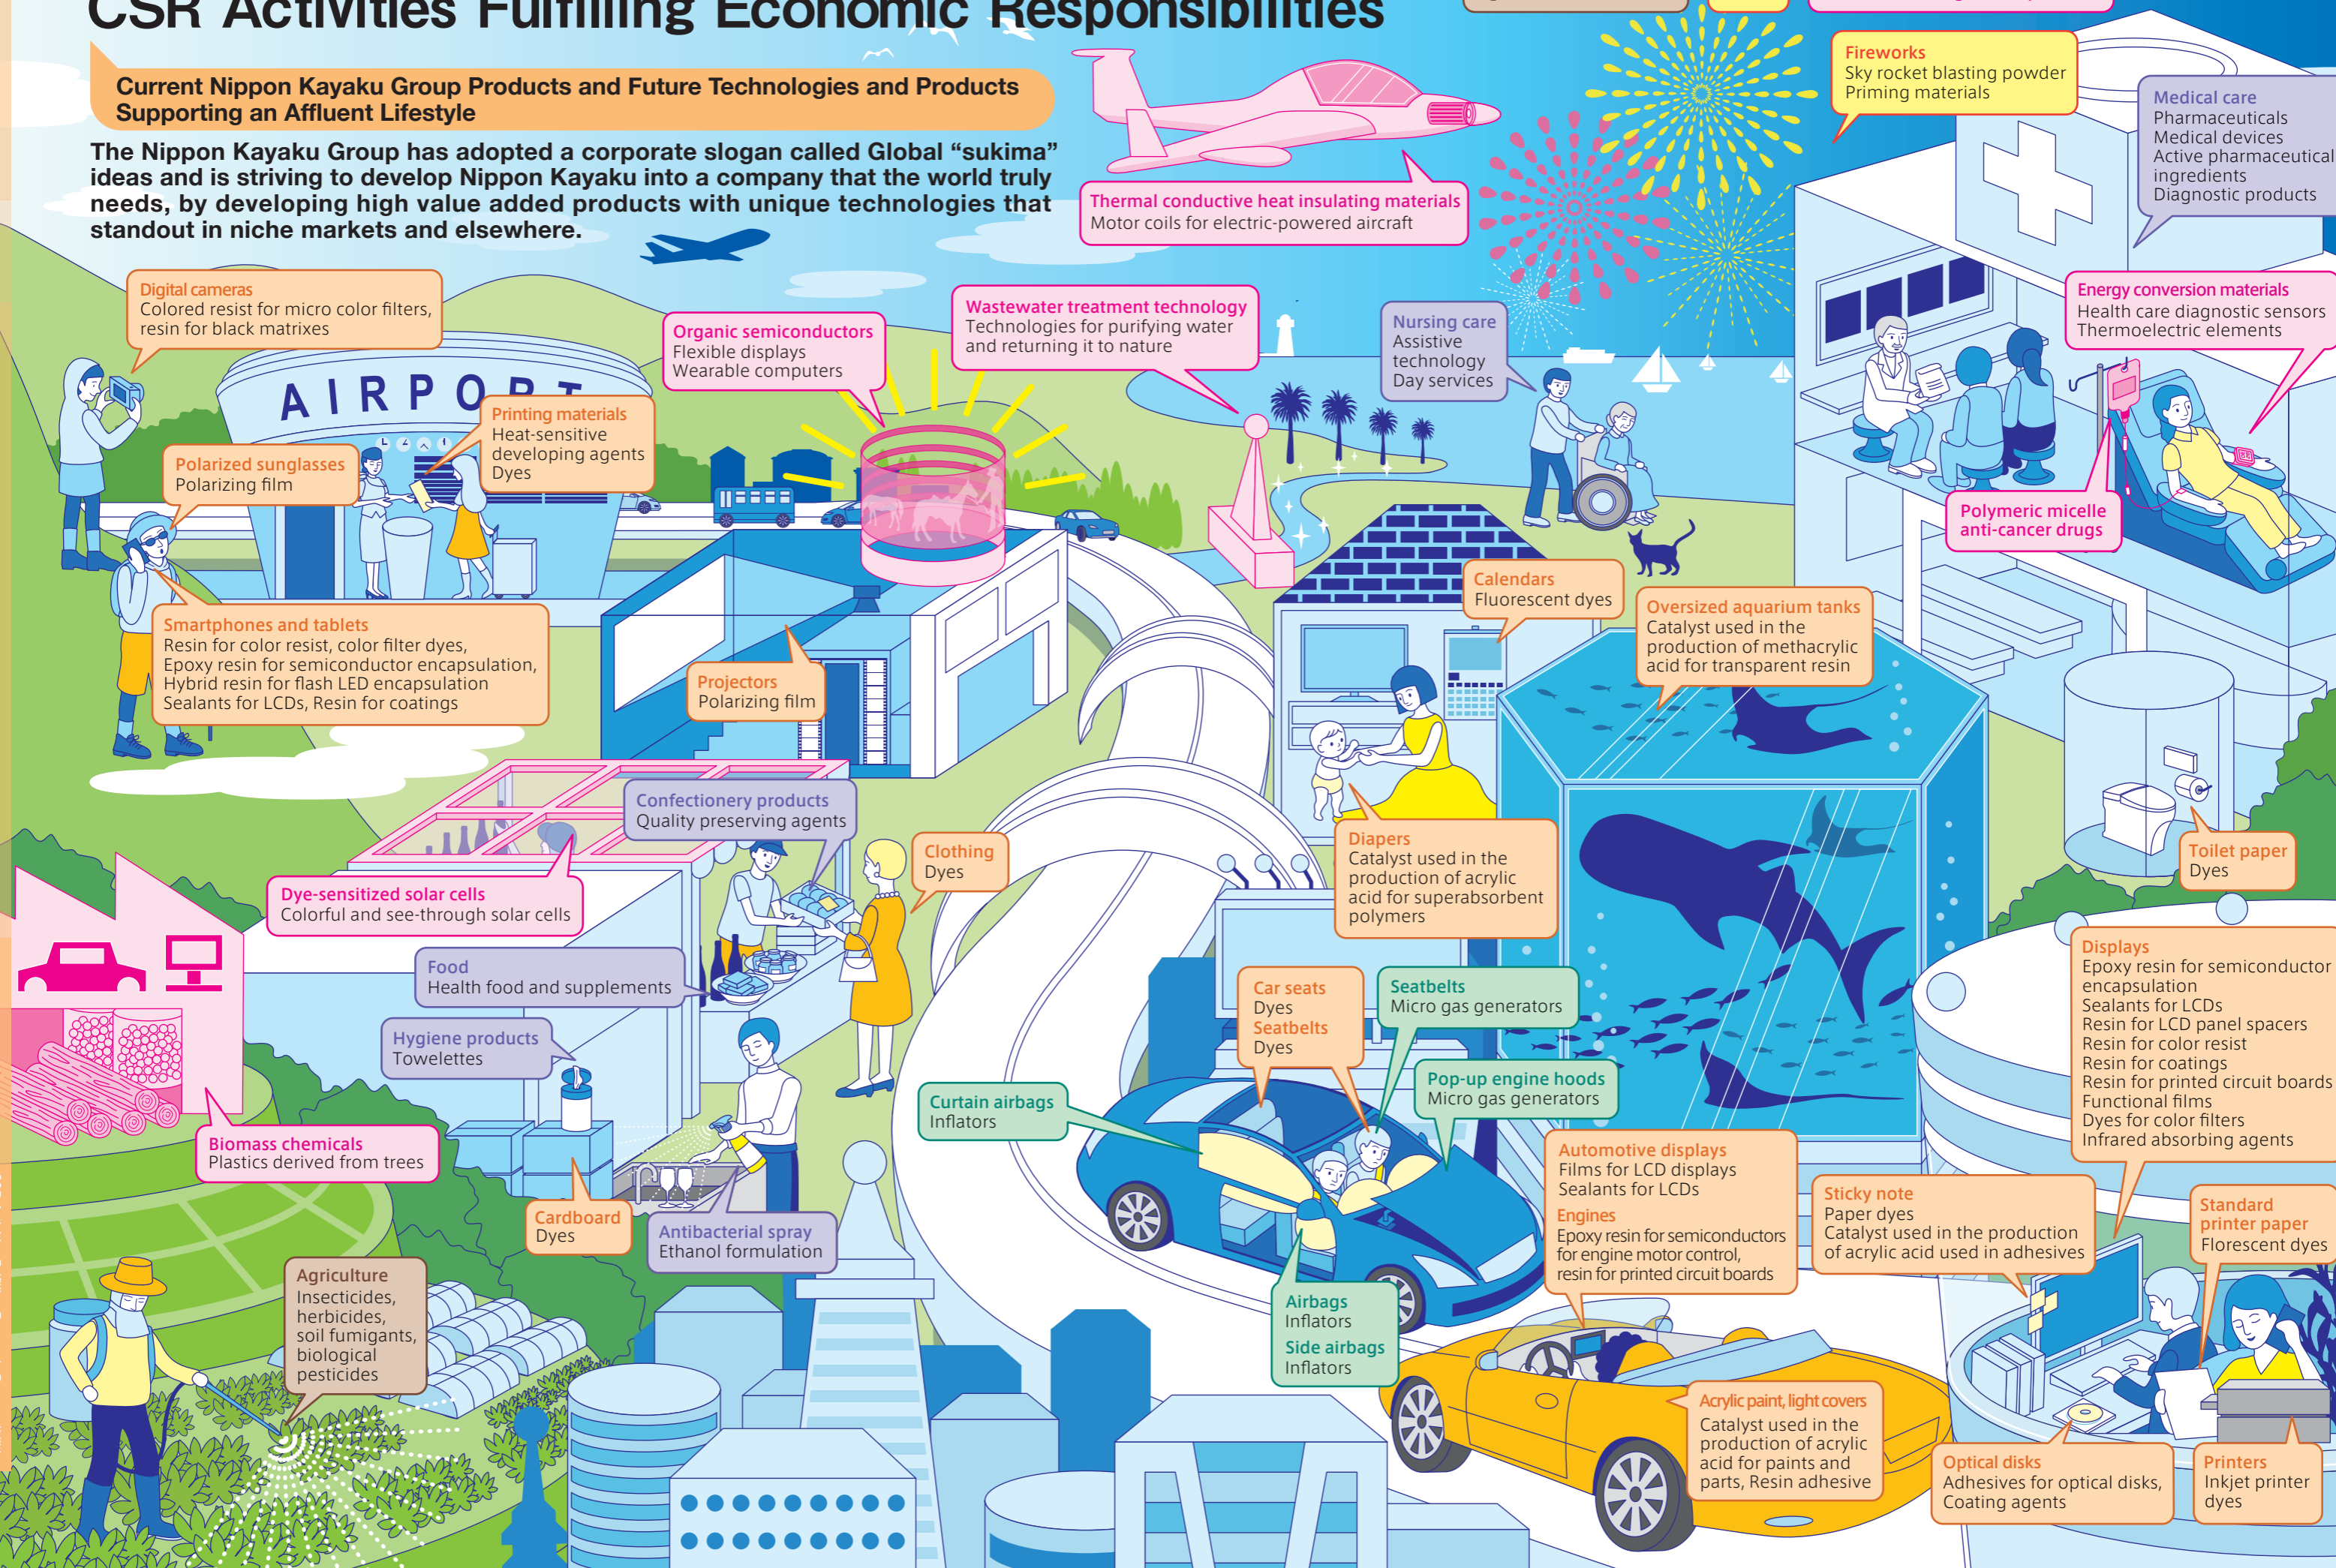 CSR Activities Fulfilling Economic Responsibilities
Current Nippon Kayaku Group Products and Future Technologies and Products
Supporting an Affluent Lifestyle
The Nippon Kayaku Group has adopted a corporate slogan called Global “sukima”
ideas and is striving to develop Nippon Kayaku into a company that the world truly
needs, by developing high value added products with unique technologies that
standout in niche markets and elsewhere.
Thermal conductive heat insulating materials
Motor coils for electric-powered aircraft
Fireworks
Sky rocket blasting powder
Priming materials
Medical care
Pharmaceuticals
Medical devices
Active pharmaceutical
ingredients
Diagnostic products
Digital cameras
Colored resist for micro color filters,
resin for black matrixes
Organic semiconductors
Flexible displays
Wearable computers
Wastewater treatment technology
Technologies for purifying water
and returning it to nature
Nursing care
Assistive
technology
Day services
Energy conversion materials
Health care diagnostic sensors
Thermoelectric elements
AIRPORT
Printing materials
Heat-sensitive
developing agents
Dyes
Polarized sunglasses
Polarizing film
Polymeric micelle
anti-cancer drugs
Calendars
Fluorescent dyes
Oversized aquarium tanks
Catalyst used in the
production of methacrylic
acid for transparent resin
Smartphones and tablets
Resin for color resist, color filter dyes,
Epoxy resin for semiconductor encapsulation,
Hybrid resin for flash LED encapsulation
Sealants for LCDs, Resin for coatings
Projectors
Polarizing film
Confectionery products
Quality preserving agents
Clothing
Dyes
Diapers
Catalyst used in the
production of acrylic
acid for superabsorbent
polymers
Toilet paper
Dyes
Dye-sensitized solar cells
Colorful and see-through solar cells
Food
Health food and supplements
Hygiene products
Towelettes
Car seats
Dyes
Seatbelts
Dyes
Seatbelts
Micro gas generators
Pop-up engine hoods
Micro gas generators
Curtain airbags
Inflators
Displays
Epoxy resin for semiconductor
encapsulation
Sealants for LCDs
Resin for LCD panel spacers
Resin for color resist
Resin for coatings
Resin for printed circuit boards
Functional films
Dyes for color filters
Infrared absorbing agents
Biomass chemicals
Plastics derived from trees
Cardboard
Dyes
Antibacterial spray
Ethanol formulation
Automotive displays
Films for LCD displays
Sealants for LCDs
Engines
Epoxy resin for semiconductors
for engine motor control,
resin for printed circuit boards
Sticky note
Paper dyes
Catalyst used in the production
of acrylic acid used in adhesives
Standard
printer paper
Florescent dyes
Agriculture
Insecticides,
herbicides,
soil fumigants,
biological
pesticides
Airbags
Inflators
Side airbags
Inflators
Acrylic paint, light covers
Catalyst used in the
production of acrylic
acid for paints and
parts, Resin adhesive
Optical disks
Adhesives for optical disks,
Coating agents
Printers
Inkjet printer
dyes